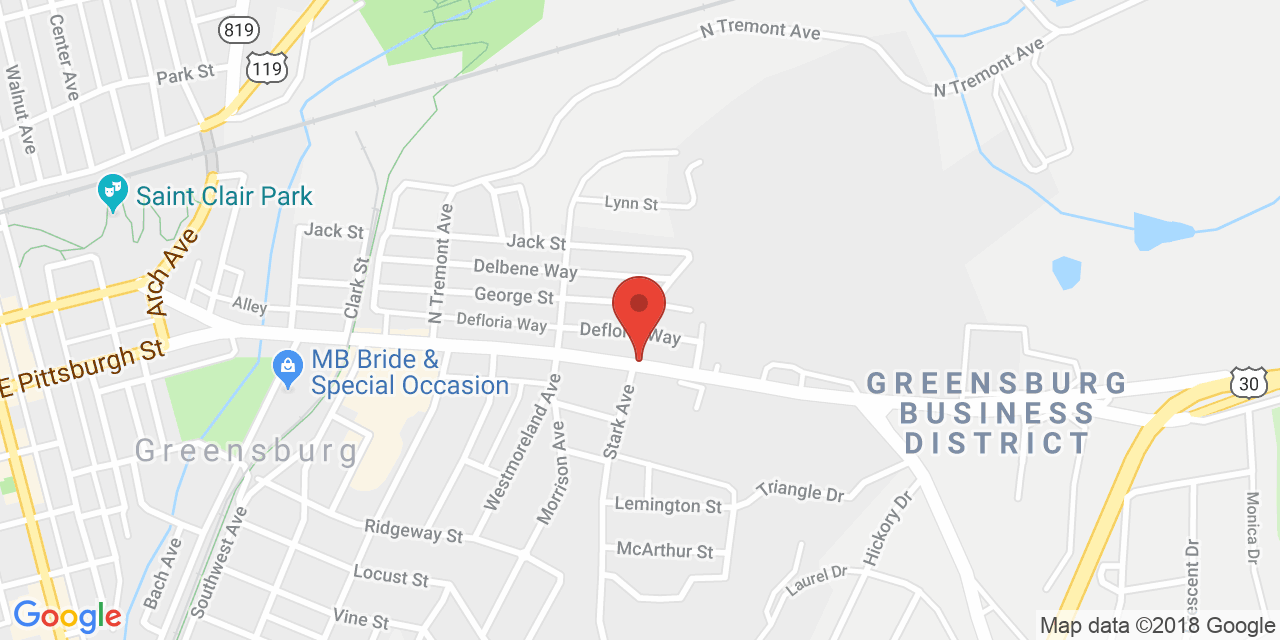 819
119
Center Ave
Walnut Ave
Park St
N Tremont Ave
N Tremont Ave
Saint Clair Park
Lynn St
Jack St
Jack St
Arch Ave
Clark St
N Tremont Ave
Delbene Way
George St
Alley
Defloria Way
Defloria Way
E Pittsburgh St
MB Bride &
Special Occasion
GREENSBURG
BUSINESS
DISTRICT
30
Greensburg
Westmoreland Ave
Morrison Ave
Stark Ave
Lemington St
Triangle Dr
Hickory Dr
Monica Dr
Ridgeway St
McArthur St
Southwest Ave
Bach Ave
Locust St
Laurel Dr
escent Dr
Vine St
Google
Map data ©2018 Google